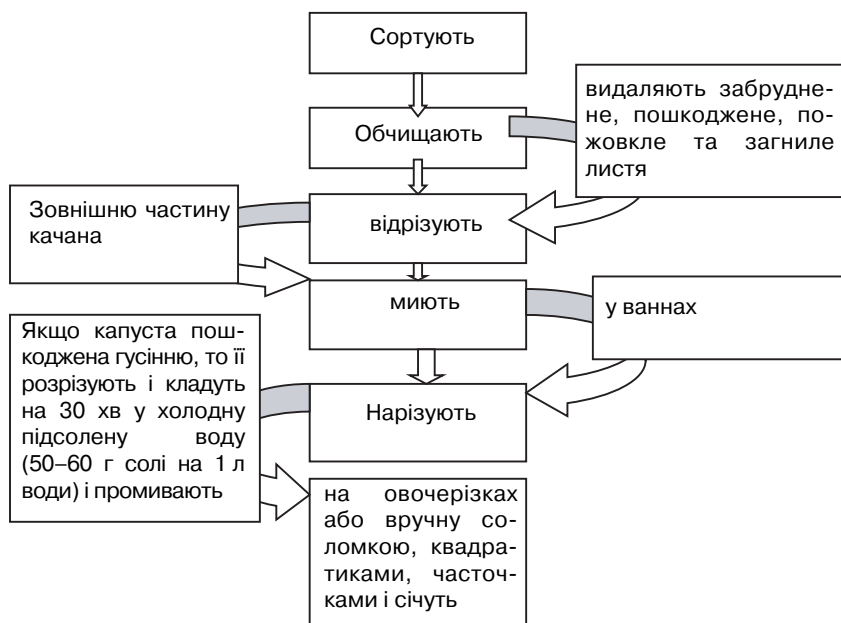 Сортують
видаляють забрудне-
не, пошкоджене, по-
жовкле та загниле
листя
Обчищають
Зовнішню частину
качана
відрізують
миють
у ваннах
Якщо капуста пош-
коджена гусінню, то її
розрізують і кладуть
на 30 хв у холодну
підсолену воду
(50–60 г солі на 1 л
води) і промивають
Нарізують
на овочерізках
або вручну со-
ломкою, квадра-
тиками, часточ-
ками і січуть